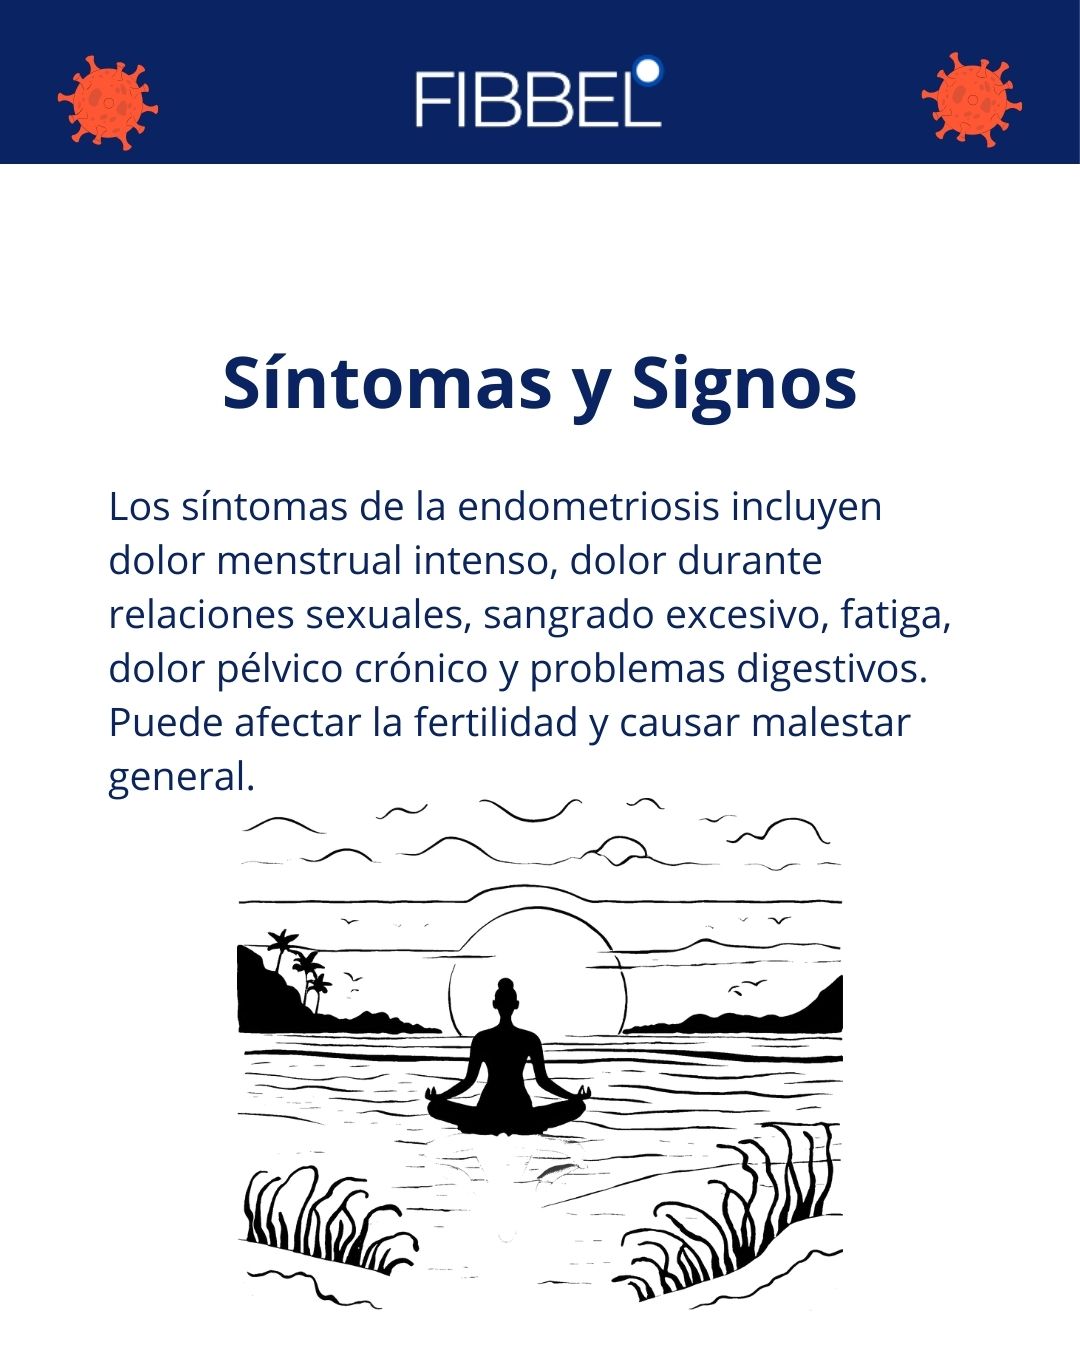 FIBBEL
Síntomas y Signos
Los síntomas de la endometriosis incluyen
dolor menstrual intenso, dolor durante
relaciones sexuales, sangrado excesivo, fatiga,
dolor pélvico crónico y problemas digestivos.
Puede afectar la fertilidad y causar malestar
general.